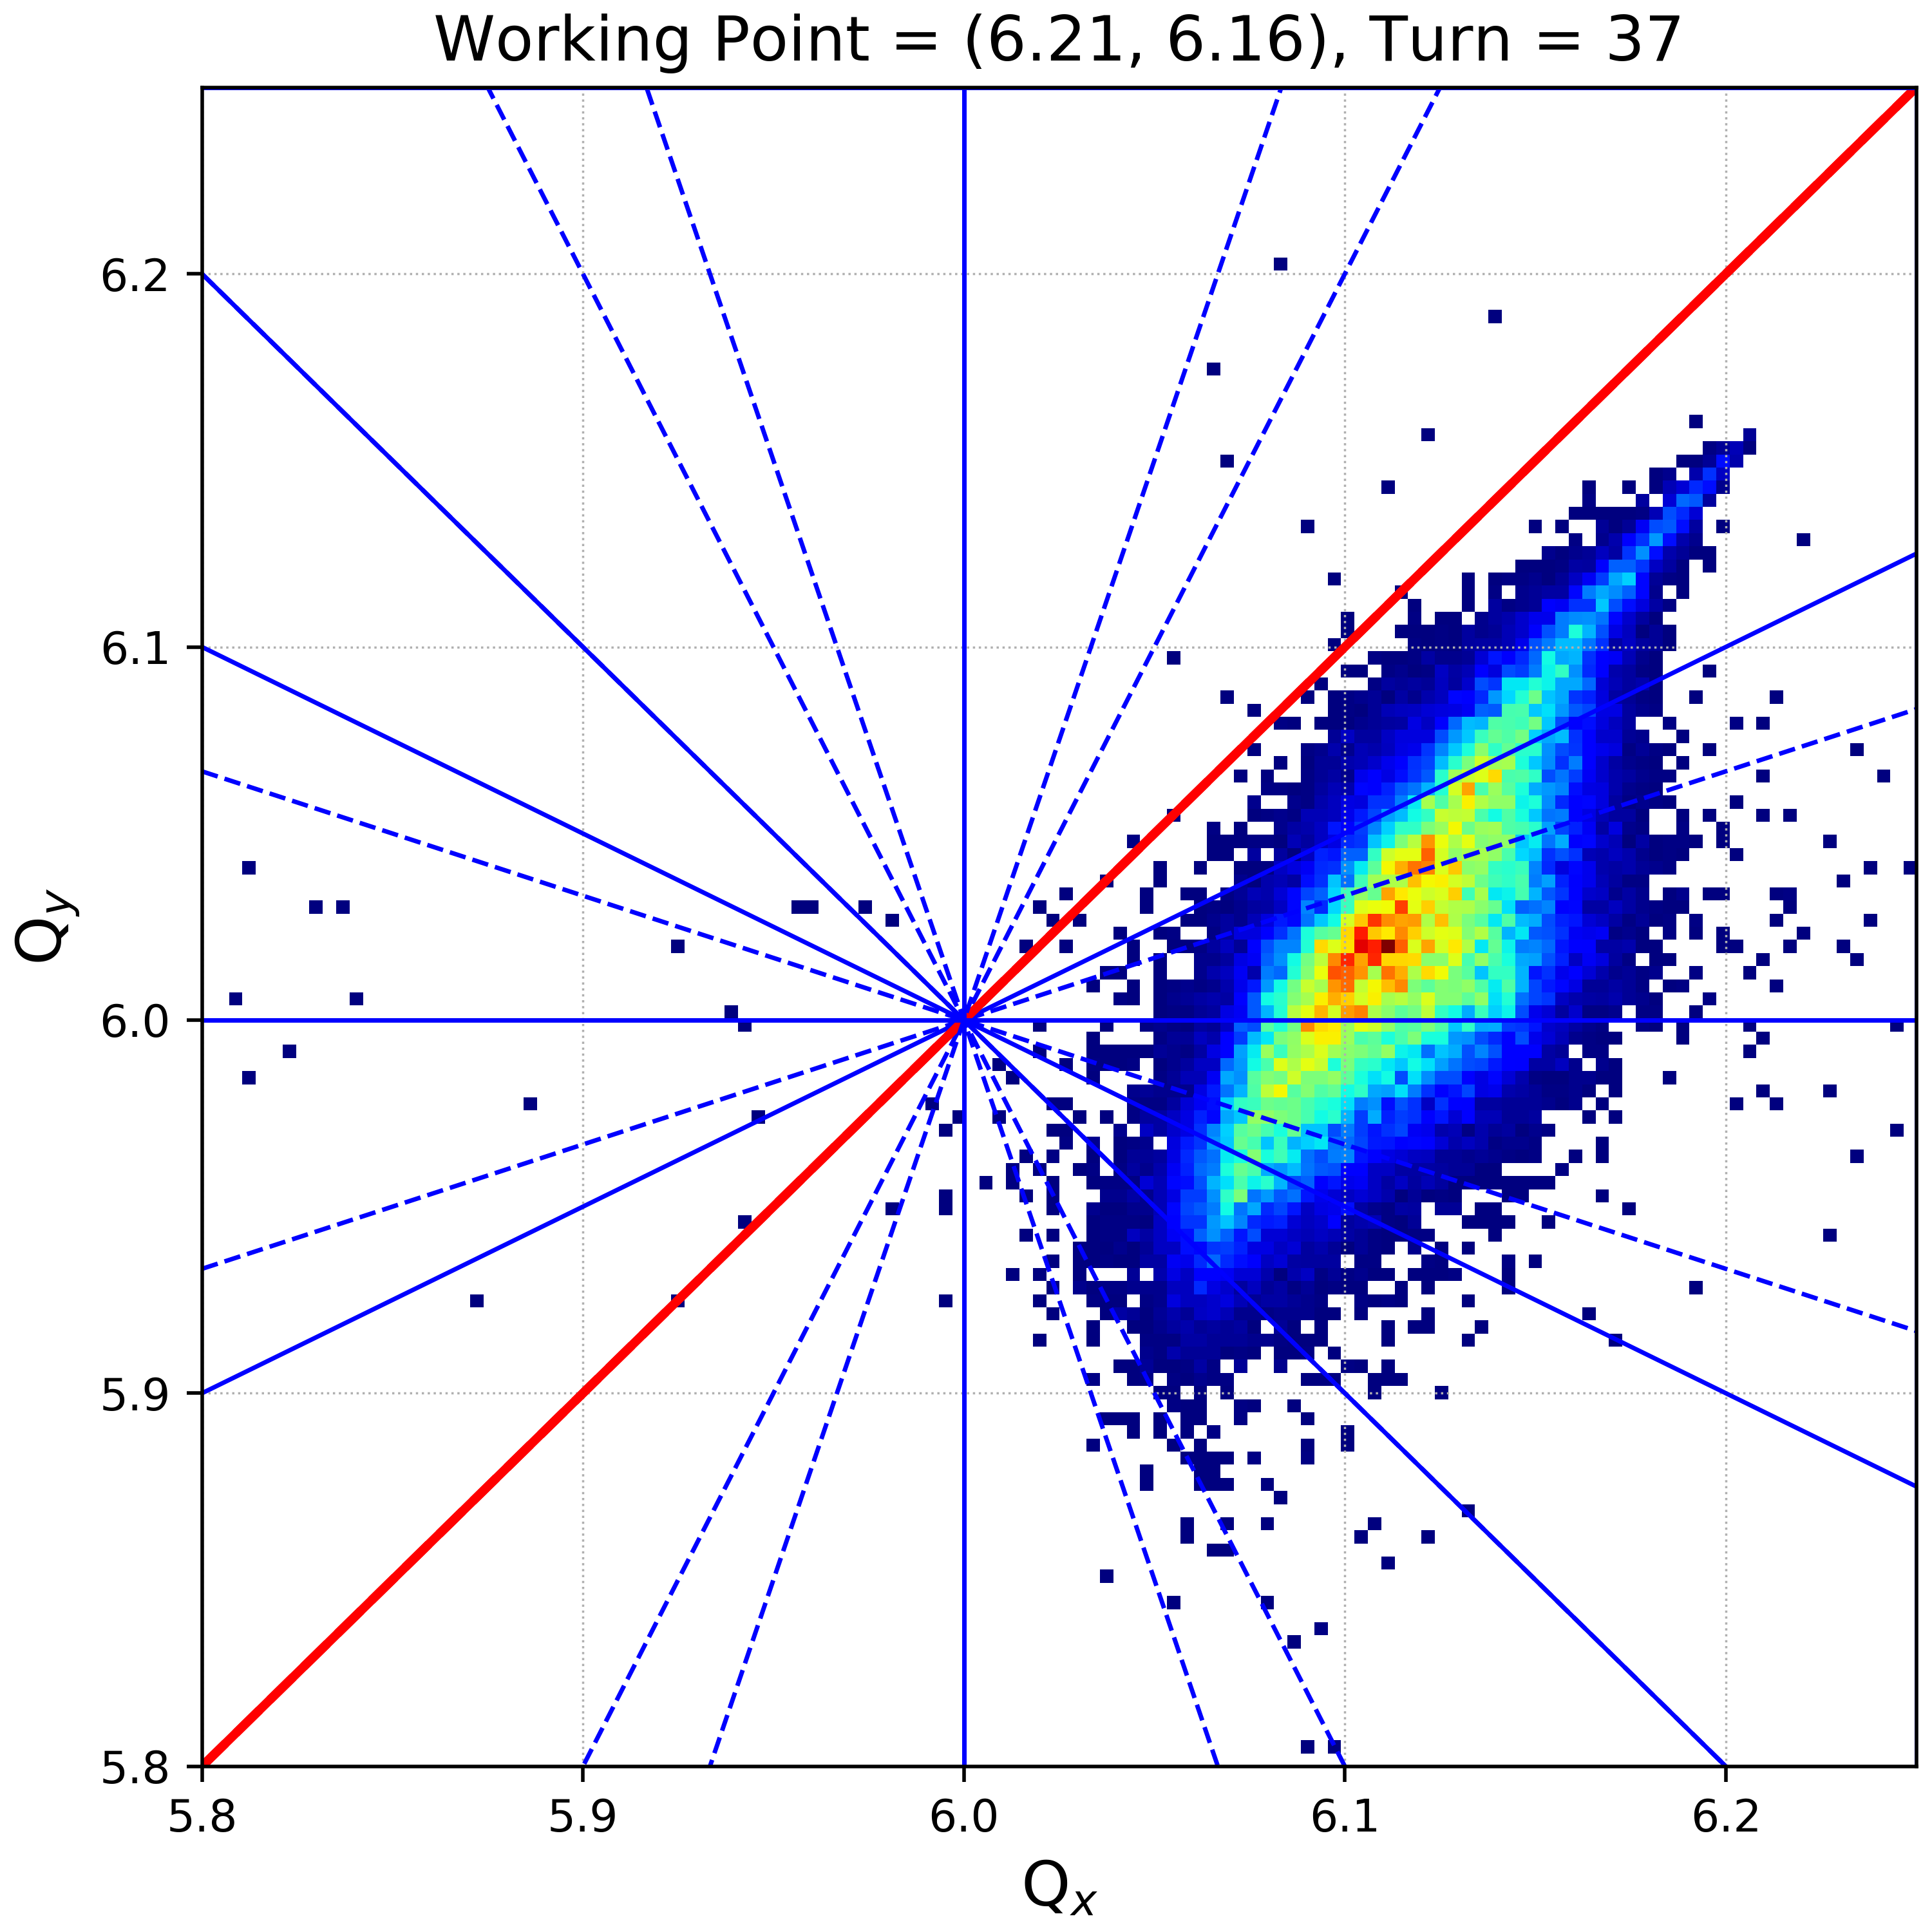 Working Point = (6.21, 6.16), Turn = 37
6.2
6.1
6.0
5.9
5.8
Qy
5.8 5.9 6.0 6.1 6.2
Qx